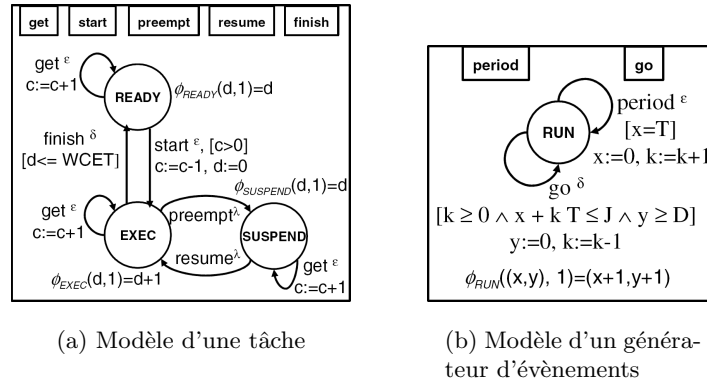 get start preempt resume finish
get ε
c:=c+1
READY
ϕREADY(d,1)=d
finish δ
[d<= WCET]
start ε, [c>0]
c:=c-1, d:=0
ϕSUSPEND(d,1)=d
get ε
c:=c+1
EXEC
preempt λ
resume λ
SUSPEND
get ε
c:=c+1
ϕEXEC(d,1)=d+1
(a) Modèle d'une tâche
period go
RUN
period ε
[x=T]
x:=0, k:=k+1
go δ
[k ≥ 0 ∧ x + k T ≤ J ∧ y ≥ D]
y:=0, k:=k-1
ϕRUN((x,y), 1)=(x+1,y+1)
(b) Modèle d'un généra-
teur d'évènements